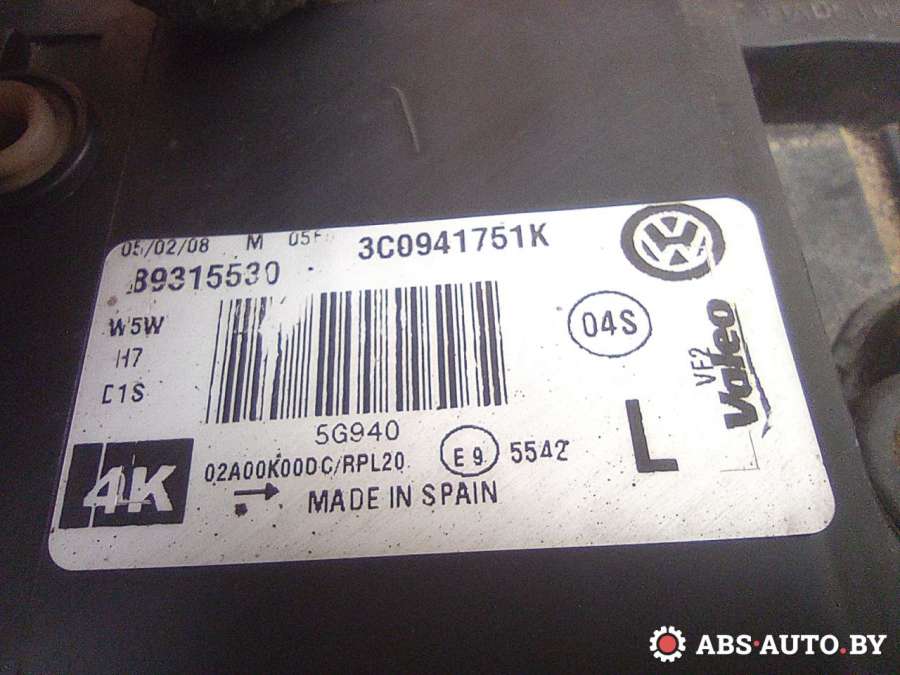 05/02/08 M 05F
3C0941751K
89315530
W5W
H7
D1S
04S
VF2
Valeo
5G940
4K
02A00K00DC/RPL20
E9 5542
L
MADE IN SPAIN
ABS-AUTO.BY